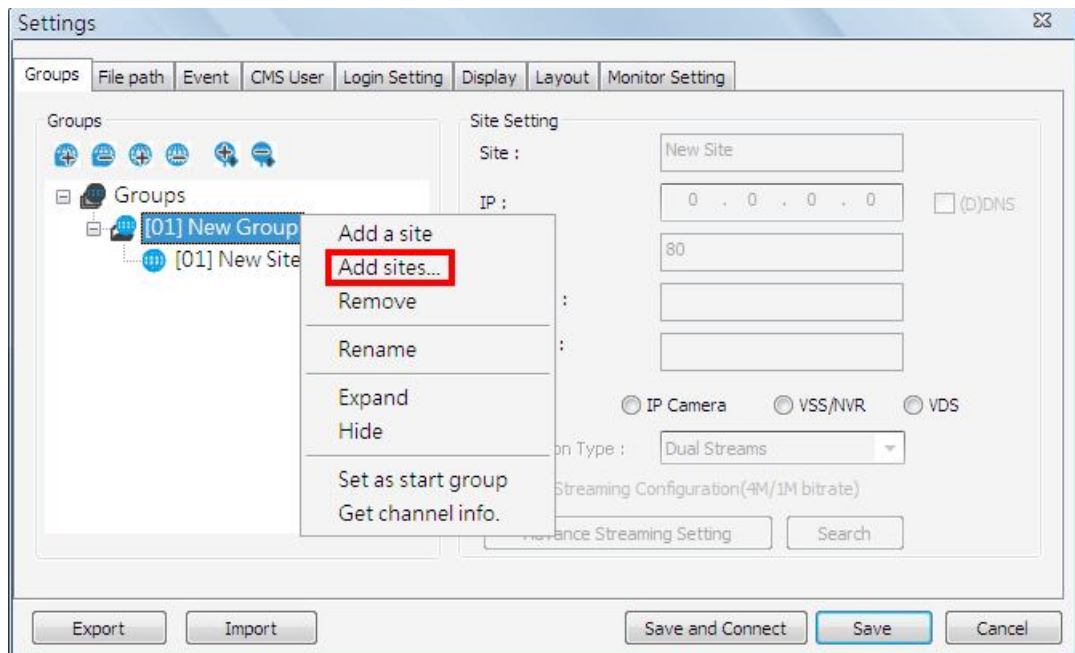 Settings
Groups File path Event CMS User Login Setting Display Layout Monitor Setting
Groups
Groups
[01] New Group
[01] New Site
Add a site
Add sites...
Remove
Rename
Expand
Hide
Set as start group
Get channel info.
Site Setting
Site : New Site
IP : 0 . 0 . 0 . 0 (D)DNS
80
:
:
IP Camera VSS/NVR VDS
Type : Dual Streams
Streaming Configuration(4M/1M bitrate)
Streaming Setting Search
Export Import Save and Connect Save Cancel